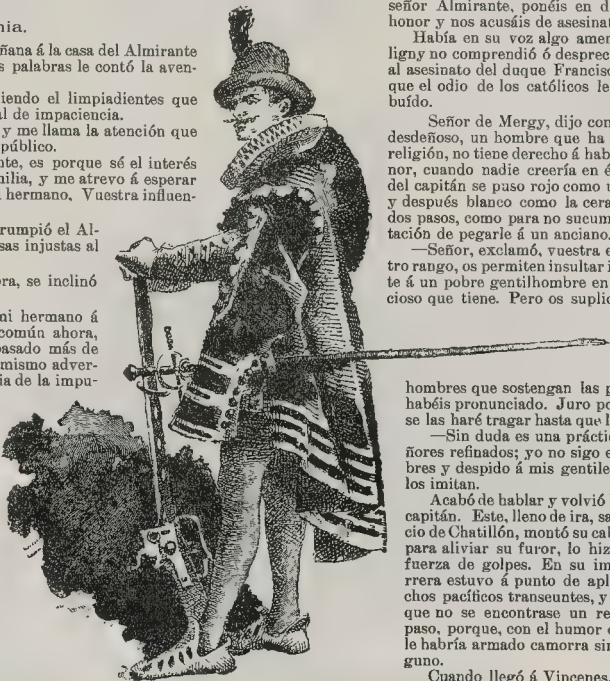 nia.
ñana á la casa del Almirante
s palabras le contó la aven-
iendo el limpiadientes que
al de impaciencia.
y me llama la atención que
público.
nte, es porque sé el interés
milia, y me atrevo á esperar
hermano, Vuestra influen-
rrumpió el Al-
sas injustas al
ra, se inclinó
mi hermano á
común ahora,
asado más de
mismo adver-
ia de la impu-
señor Almirante, ponéis en d
honor y nos acusáis de asesinat
Había en su voz algo amen
ligny no comprendió ó desprec
al asesinato del duque Francisc
que el odio de los católicos le
buído.
Señor de Mergy, dijo con
desdeñoso, un hombre que ha
religión, no tiene derecho á hab
nor, cuando nadie creería en é
del capitán se puso rojo como
y después blanco como la cera
dos pasos, como para no sucum
tación de pegarle á un anciano.
—Señor, exclamó, vuestra e
tro rango, os permiten insultar i
te á un pobre gentilhombre en
cioso que tiene. Pero os suplic
hombres que sostengan las p
habéis pronunciado. Juro po
se las haré tragar hasta que l
—Sin duda es una práctic
ñores refinados; yo no sigo e
bres y despido á mis gentile
los imitan.
Acabó de hablar y volvió
capitán. Este, lleno de ira, sa
cio de Chatillón, montó su cab
para aliviar su furor, lo hiz
fuerza de golpes. En su im
rrera estuvo á punto de apl
chos pacíficos transeuntes, y
que no se encontrase un re
paso, porque, con el humor
le habría armado camorra sin
guno.
Cuando llegó á Vincenes,